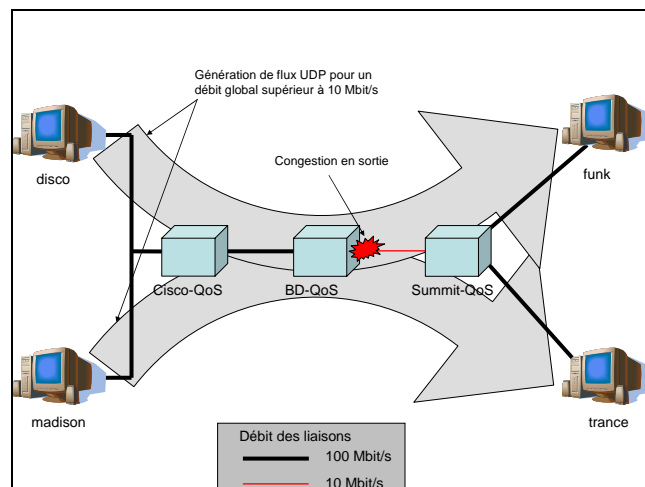 Génération de flux UDP pour un
débit global supérieur à 10 Mbit/s
Congestion en sortie
disco
funk
Cisco-QoS
BD-QoS
Summit-QoS
madison
trance
Débit des liaisons
100 Mbit/s
10 Mbit/s